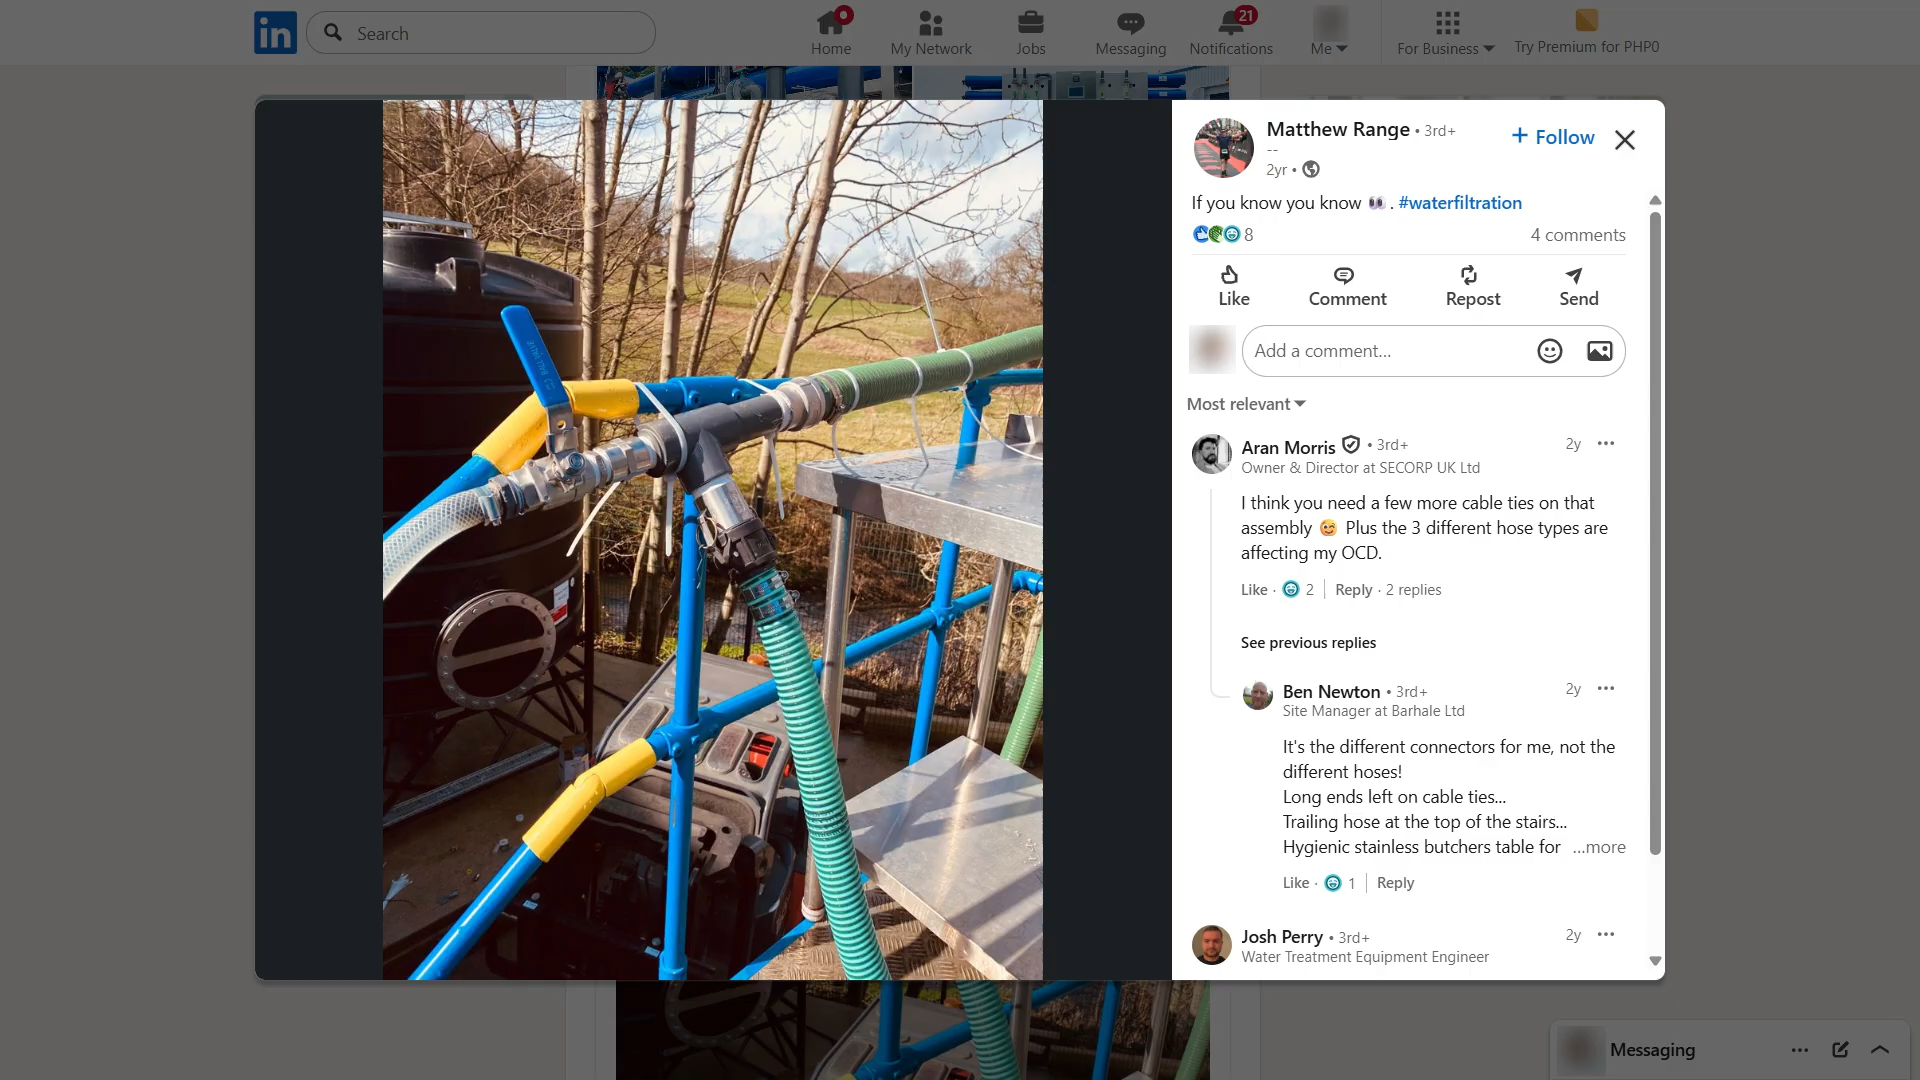 in
Search
Home
My Network
Jobs
Messaging
21
Notifications
Me
For Business
Try Premium for PHP0
Matthew Range • 3rd+
--
2yr •
Follow
If you know you know 👀 . #waterfiltration
8
4 comments
Like
Comment
Repost
Send
Add a comment...
Most relevant
Aran Morris • 3rd+
2y
Owner & Director at SECORP UK Ltd
I think you need a few more cable ties on that
assembly 😉 Plus the 3 different hose types are
affecting my OCD.
Like · 2 | Reply · 2 replies
See previous replies
Ben Newton • 3rd+
2y
Site Manager at Barhale Ltd
It's the different connectors for me, not the
different hoses!
Long ends left on cable ties...
Trailing hose at the top of the stairs...
Hygienic stainless butchers table for ...more
Like · 1 | Reply
Josh Perry • 3rd+
2y
Water Treatment Equipment Engineer
Messaging